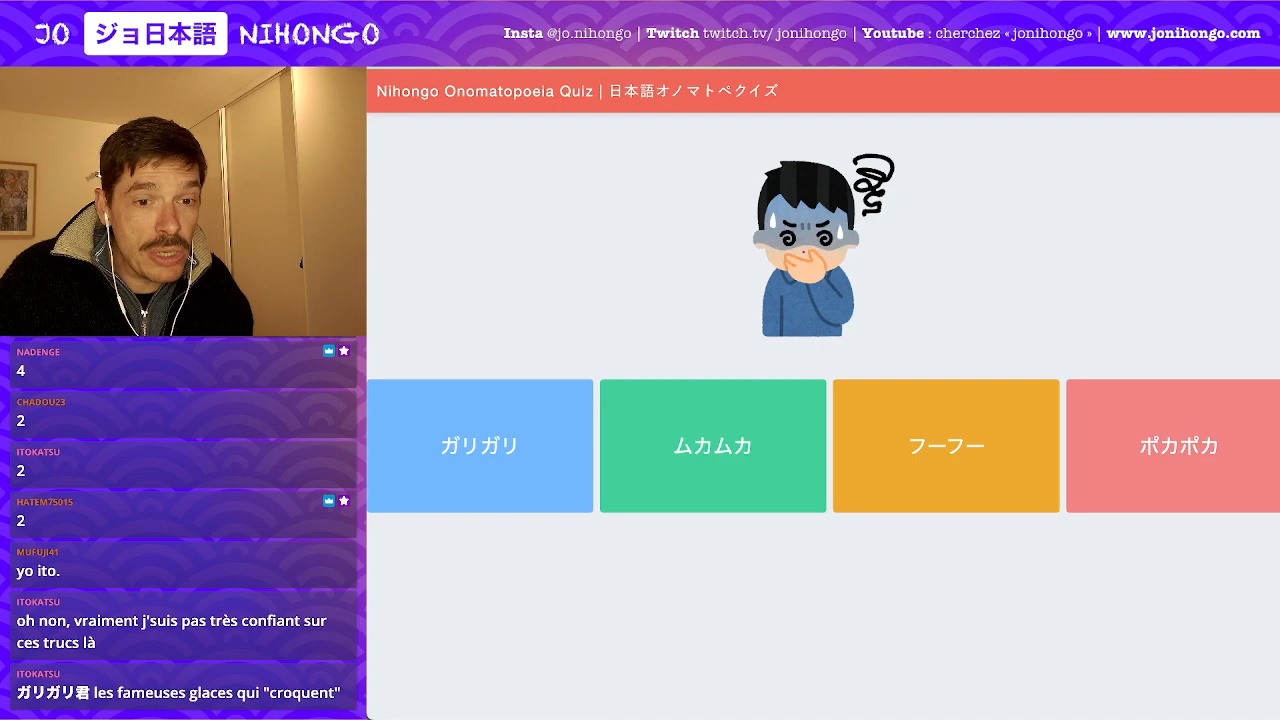 JO ジョ日本語 NIHONGO
Insta @jo.nihongo | Twitch twitch.tv/jonihongo | Youtube : cherchez « jonihongo » | www.jonihongo.com
Nihongo Onomatopoeia Quiz | 日本語オノマトペクイズ
ガリガリ
ムカムカ
フーフー
ポカポカ
NADENGE
4
CHADOU23
2
ITOKATSU
2
HATEM75015
2
MUFUJI41
yo ito.
ITOKATSU
oh non, vraiment j'suis pas très confiant sur
ces trucs là
ITOKATSU
ガリガリ君 les fameuses glaces qui "croquent"